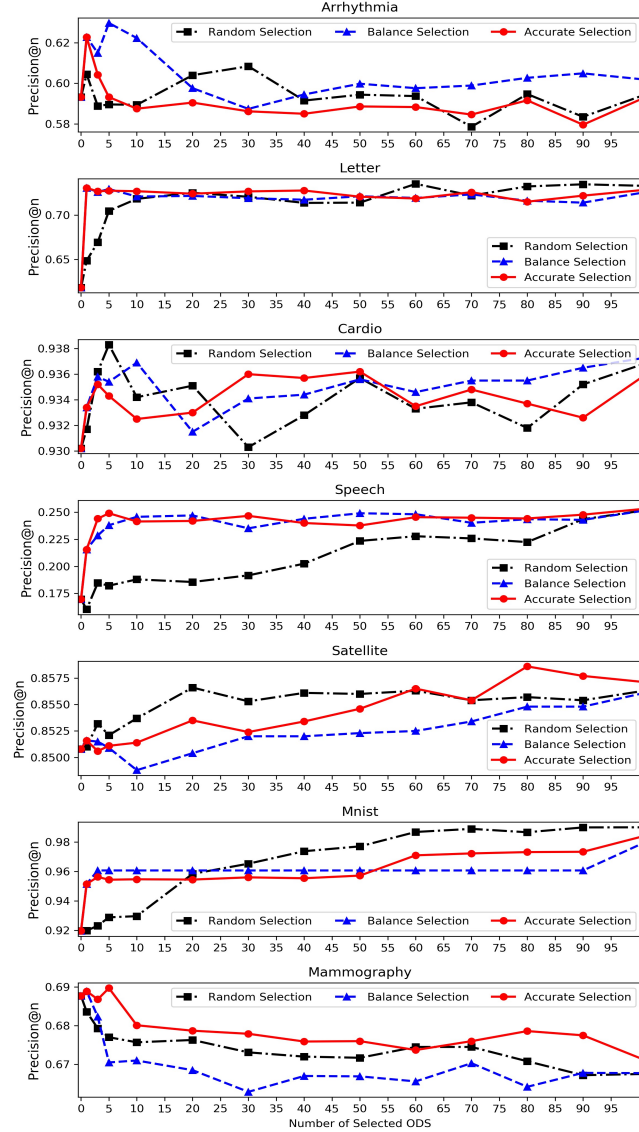 Arrhythmia
Precision@n
0.62
0.60
0.58
Random Selection Balance Selection Accurate Selection
0 5 10 15 20 25 30 35 40 45 50 55 60 65 70 75 80 85 90 95
Letter
Precision@n
0.70
0.65
Random Selection
Balance Selection
Accurate Selection
0 5 10 15 20 25 30 35 40 45 50 55 60 65 70 75 80 85 90 95
Cardio
Precision@n
0.938
0.936
0.934
0.932
0.930
Random Selection Balance Selection Accurate Selection
0 5 10 15 20 25 30 35 40 45 50 55 60 65 70 75 80 85 90 95
Speech
Precision@n
0.250
0.225
0.200
0.175
Random Selection
Balance Selection
Accurate Selection
0 5 10 15 20 25 30 35 40 45 50 55 60 65 70 75 80 85 90 95
Satellite
Precision@n
0.8575
0.8550
0.8525
0.8500
Random Selection
Balance Selection
Accurate Selection
0 5 10 15 20 25 30 35 40 45 50 55 60 65 70 75 80 85 90 95
Mnist
Precision@n
0.98
0.96
0.94
0.92
Random Selection Balance Selection Accurate Selection
0 5 10 15 20 25 30 35 40 45 50 55 60 65 70 75 80 85 90 95
Mammography
Precision@n
0.69
0.68
0.67
Random Selection Balance Selection Accurate Selection
0 5 10 15 20 25 30 35 40 45 50 55 60 65 70 75 80 85 90 95
Number of Selected ODS